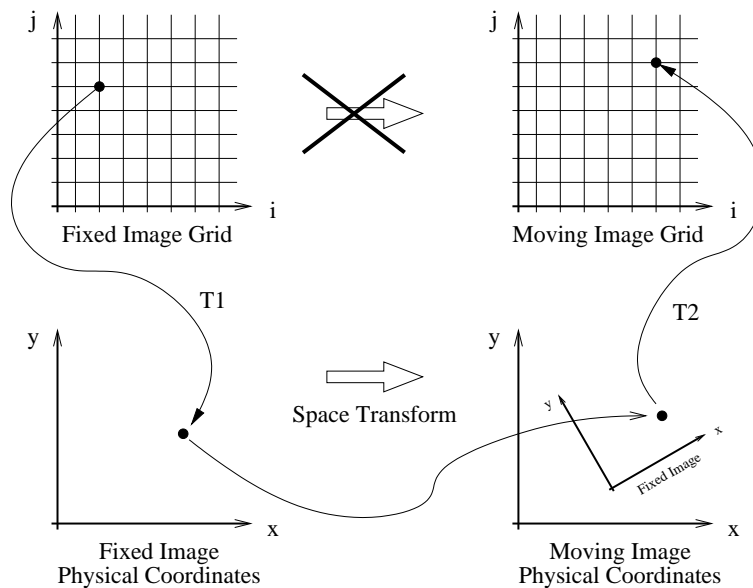 j
j
i
i
Fixed Image Grid
Moving Image Grid
T1
T2
y
y
Space Transform
y
x
Fixed Image
x
x
Fixed Image
Physical Coordinates
Moving Image
Physical Coordinates